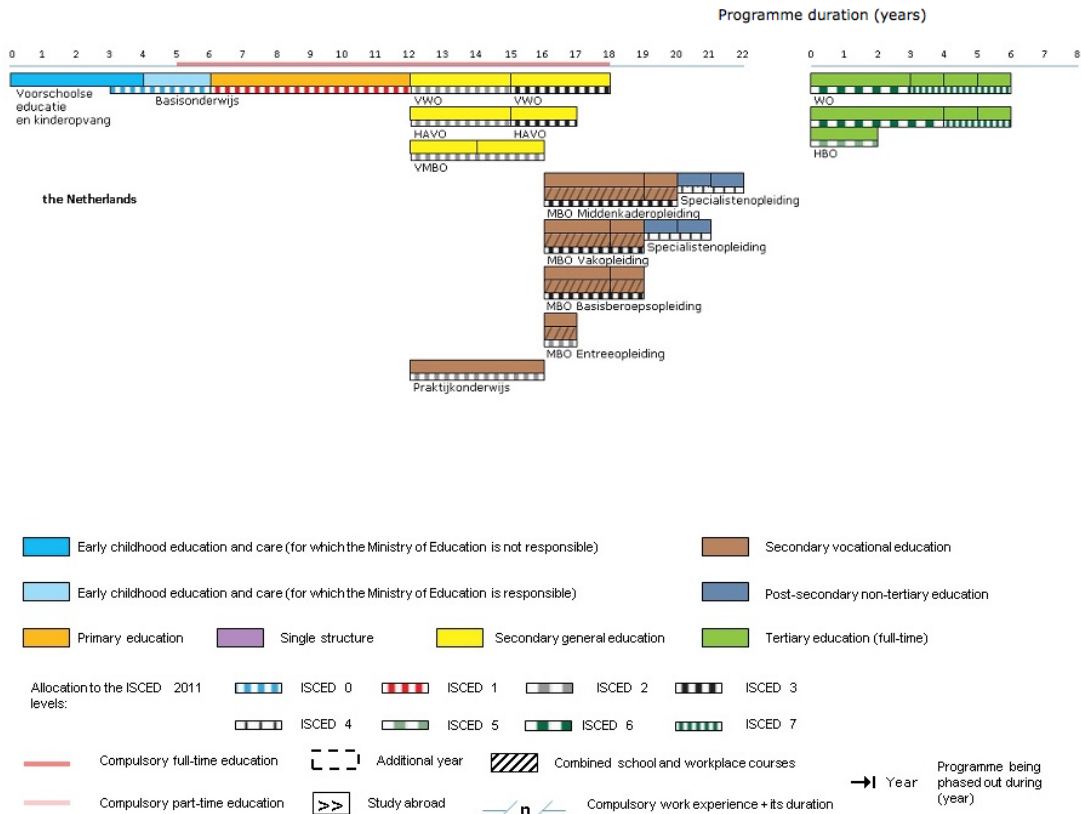 Programme duration (years)
0 1 2 3 4 5 6 7 8 9 10 11 12 13 14 15 16 17 18 19 20 21 22 0 1 2 3 4 5 6 7 8
Voorschoolse
educatie
en kinderopvang
Basisonderwijs
VWO VWO
WO
HAVO HAVO
HBO
VMBO
the Netherlands
Specialistenopleiding
MBO Middenkaderopleiding
Specialistenopleiding
MBO Vakopleiding
MBO Basisberoepsopleiding
MBO Entreeopleiding
Praktijkonderwijs
Early childhood education and care (for which the Ministry of Education is not responsible)
Secondary vocational education
Early childhood education and care (for which the Ministry of Education is responsible)
Post-secondary non-tertiary education
Primary education
Single structure
Secondary general education
Tertiary education (full-time)
Allocation to the ISCED 2011
levels:
ISCED 0
ISCED 1
ISCED 2
ISCED 3
ISCED 4
ISCED 5
ISCED 6
ISCED 7
Compulsory full-time education
Additional year
Combined school and workplace courses
Year
Programme being
phased out during
(year)
Compulsory part-time education
>>
Study abroad
n
Compulsory work experience + its duration